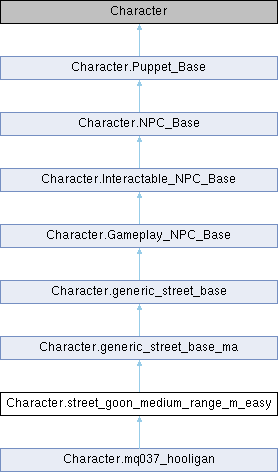 Character
Character.Puppet_Base
Character.NPC_Base
Character.Interactable_NPC_Base
Character.Gameplay_NPC_Base
Character.generic_street_base
Character.generic_street_base_ma
Character.street_goon_medium_range_m_easy
Character.mq037_hooligan